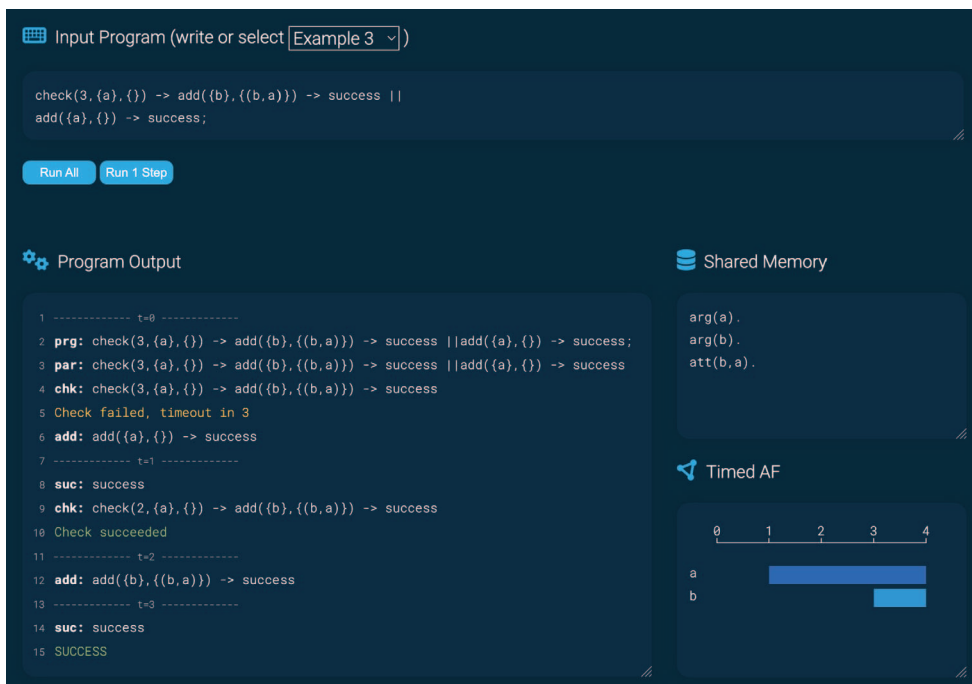 Input Program (write or select Example 3 )
check(3,{a},{}) -> add({b},{(b,a)}) -> success ||
add({a},{}) -> success;
Run All Run 1 Step
Program Output
1 ------------- t=0 -------------
2 prg: check(3,{a},{}) -> add({b},{(b,a)}) -> success ||add({a},{}) -> success;
3 par: check(3,{a},{}) -> add({b},{(b,a)}) -> success ||add({a},{}) -> success
4 chk: check(3,{a},{}) -> add({b},{(b,a)}) -> success
5 Check failed, timeout in 3
6 add: add({a},{}) -> success
7 ------------- t=1 -------------
8 suc: success
9 chk: check(2,{a},{}) -> add({b},{(b,a)}) -> success
10 Check succeeded
11 ------------- t=2 -------------
12 add: add({b},{(b,a)}) -> success
13 ------------- t=3 -------------
14 suc: success
15 SUCCESS
Shared Memory
arg(a).
arg(b).
att(b,a).
Timed AF
0 1 2 3 4
a
b